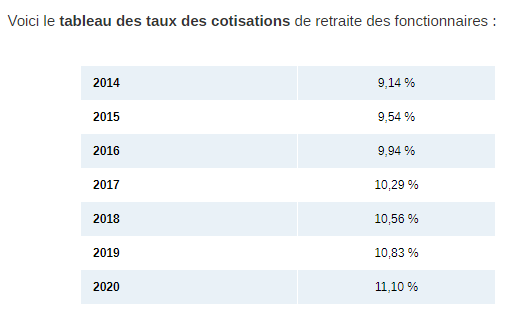 Voici le tableau des taux des cotisations de retraite des fonctionnaires :
2014 9,14 %
2015 9,54 %
2016 9,94 %
2017 10,29 %
2018 10,56 %
2019 10,83 %
2020 11,10 %